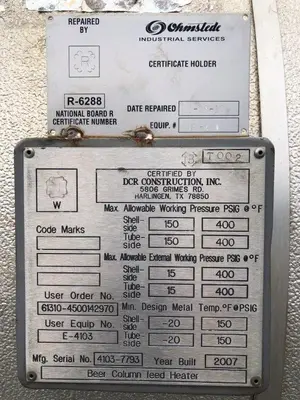 REPAIRED BY
Ohmstede
INDUSTRIAL SERVICES
R
CERTIFICATE HOLDER
R-6288
NATIONAL BOARD R
CERTIFICATE NUMBER
DATE REPAIRED
EQUIP. #
T002
W
CERTIFIED BY
DCR CONSTRUCTION, INC.
5806 GRIMES RD.
HARLINGEN, TX 78850
Max. Allowable Working Pressure PSIG @ °F
Code Marks
Shell-side 150 400
Tube-side 150 400
Max. Allowable External Working Pressure PSIG @ °F
Shell-side 15 400
Tube-side 15 400
User Order No.
61310-4500142970
Min. Design Metal Temp. °F @ PSIG
User Equip No.
E-4103
Shell-side -20 150
Tube-side -20 150
Mfg. Serial No. 4103-7793 Year Built 2007
Beer Column feed Heater